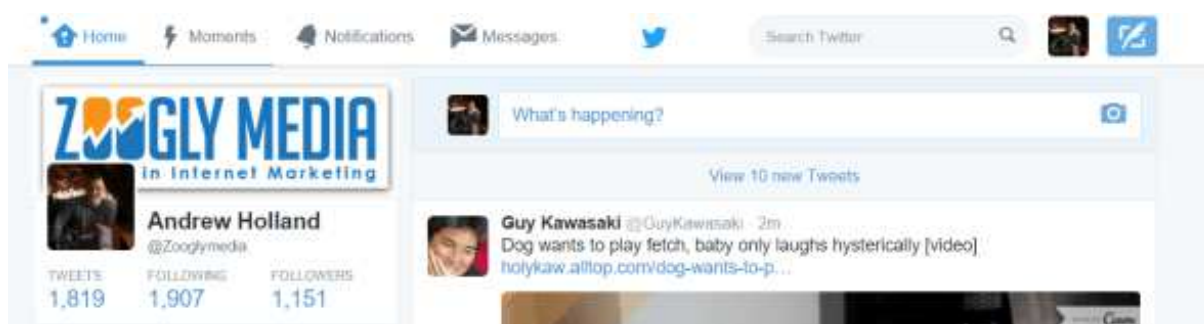 Home Moments Notifications Messages Search Twitter
ZOOGLY MEDIA
in Internet Marketing
Andrew Holland
@Zooglymedia
TWEETS FOLLOWING FOLLOWERS
1,819 1,907 1,151
What's happening?
View 10 new Tweets
Guy Kawasaki @GuyKawasaki · 2m
Dog wants to play fetch, baby only laughs hysterically [video]
holykaw.alltop.com/dog-wants-to-p...